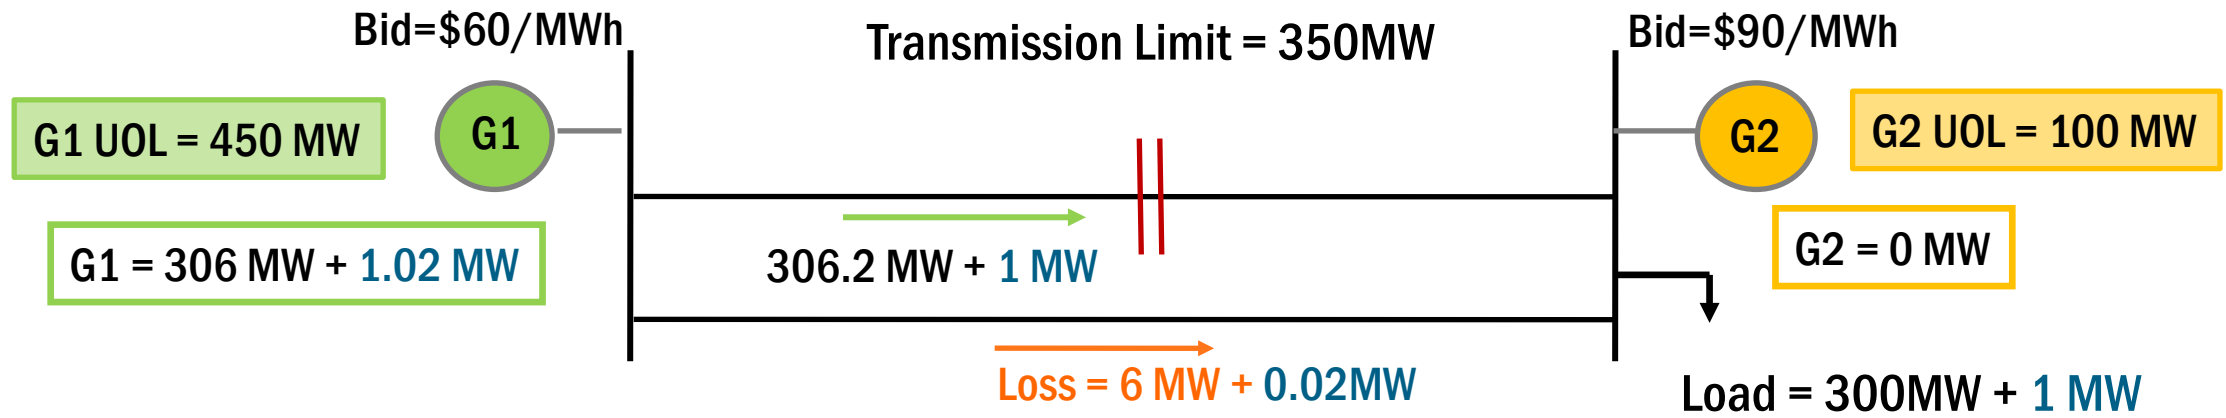 Bid=$60/MWh
Transmission Limit = 350MW
Bid=$90/MWh
G1 UOL = 450 MW
G1
G2
G2 UOL = 100 MW
G1 = 306 MW + 1.02 MW
306.2 MW + 1 MW
G2 = 0 MW
Loss = 6 MW + 0.02MW
Load = 300MW + 1 MW